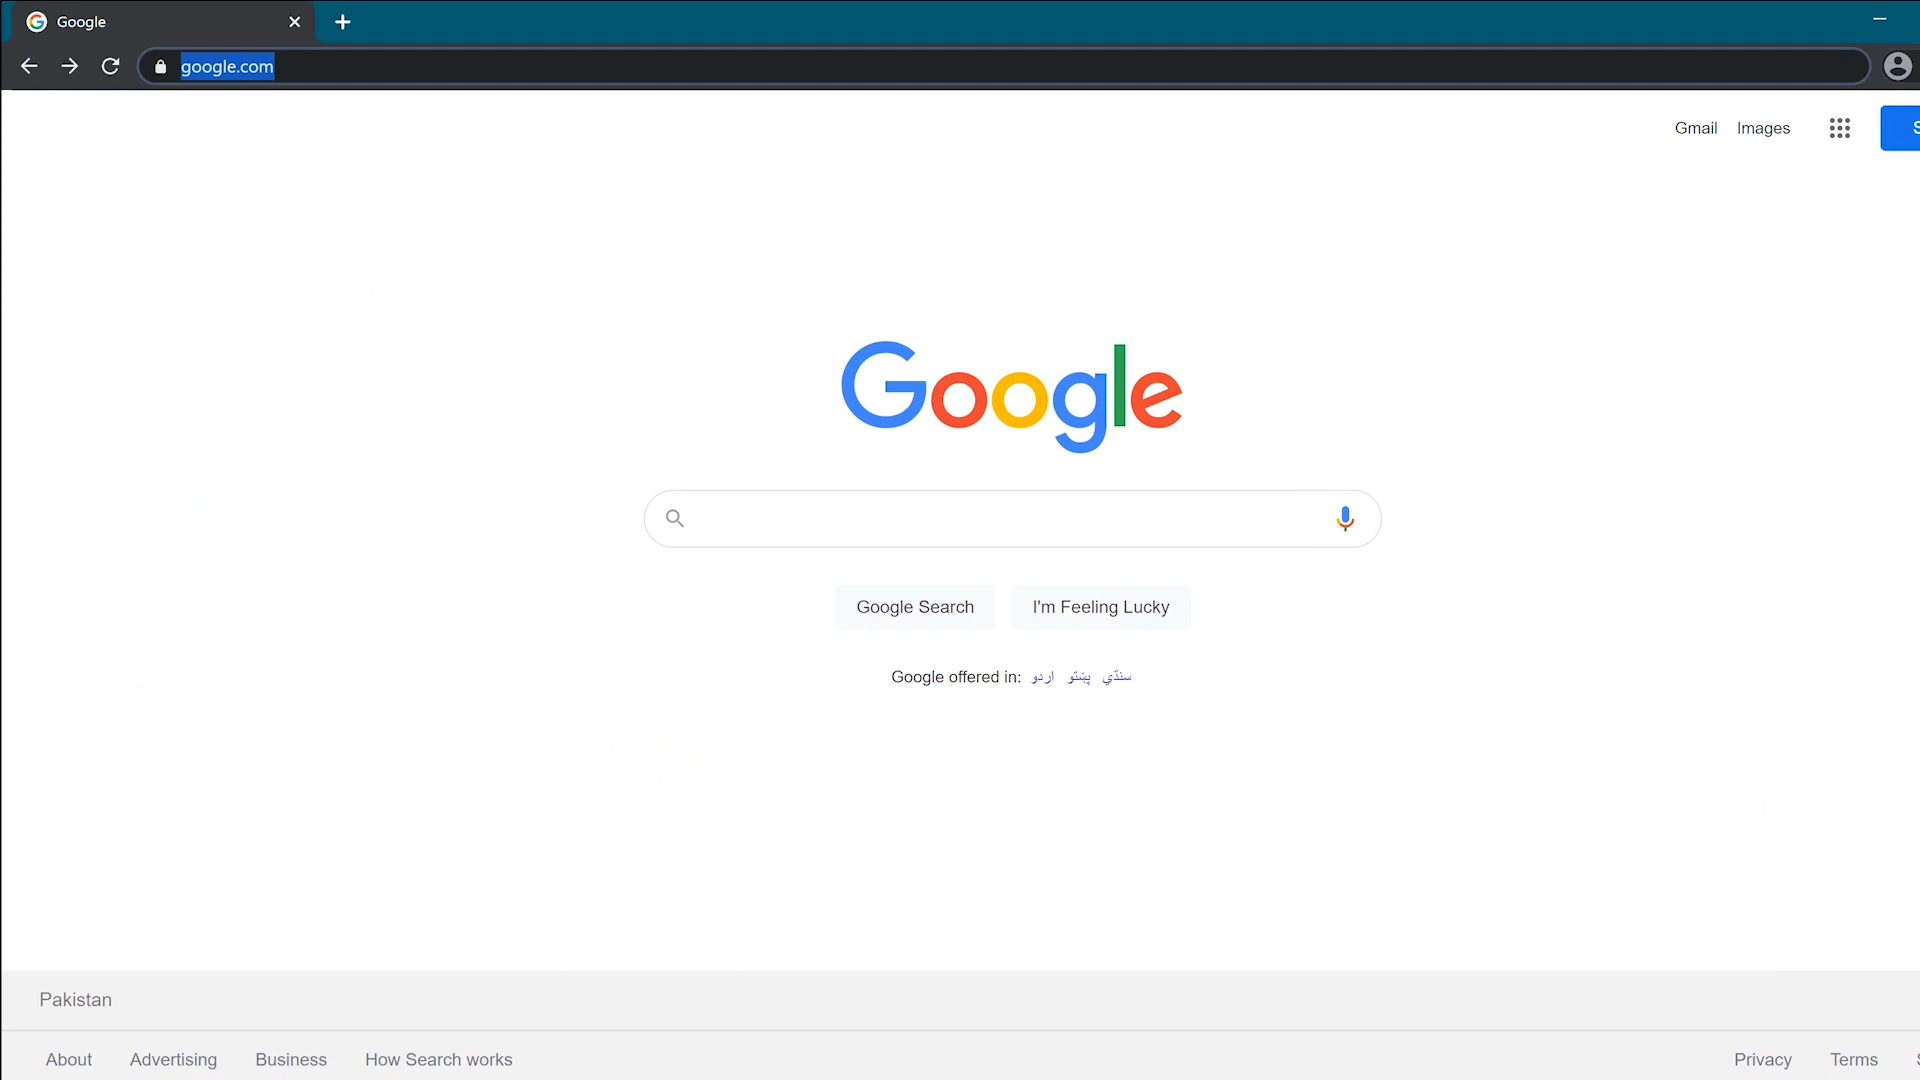 Google
google.com
Gmail Images
Google
Google Search I'm Feeling Lucky
Google offered in: اردو پښتو سنڌي
Pakistan
About Advertising Business How Search works Privacy Terms